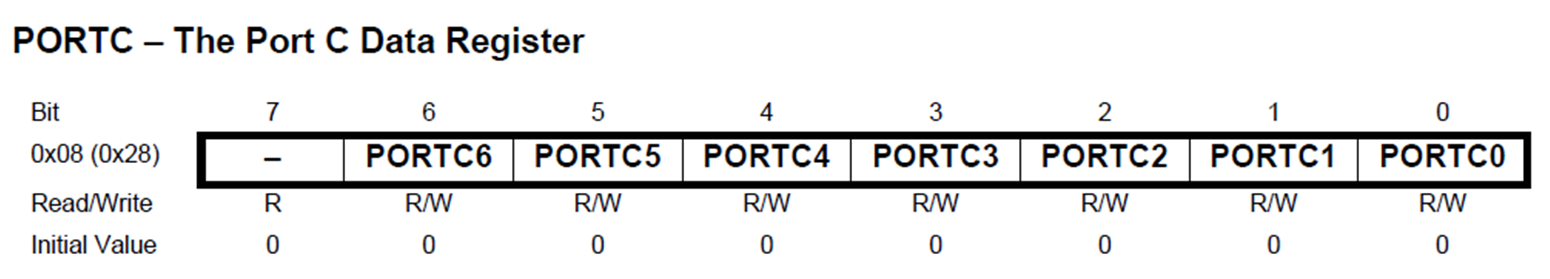 PORTC – The Port C Data Register
Bit 7 6 5 4 3 2 1 0
0x08 (0x28) – PORTC6 PORTC5 PORTC4 PORTC3 PORTC2 PORTC1 PORTC0
Read/Write R R/W R/W R/W R/W R/W R/W R/W
Initial Value 0 0 0 0 0 0 0 0